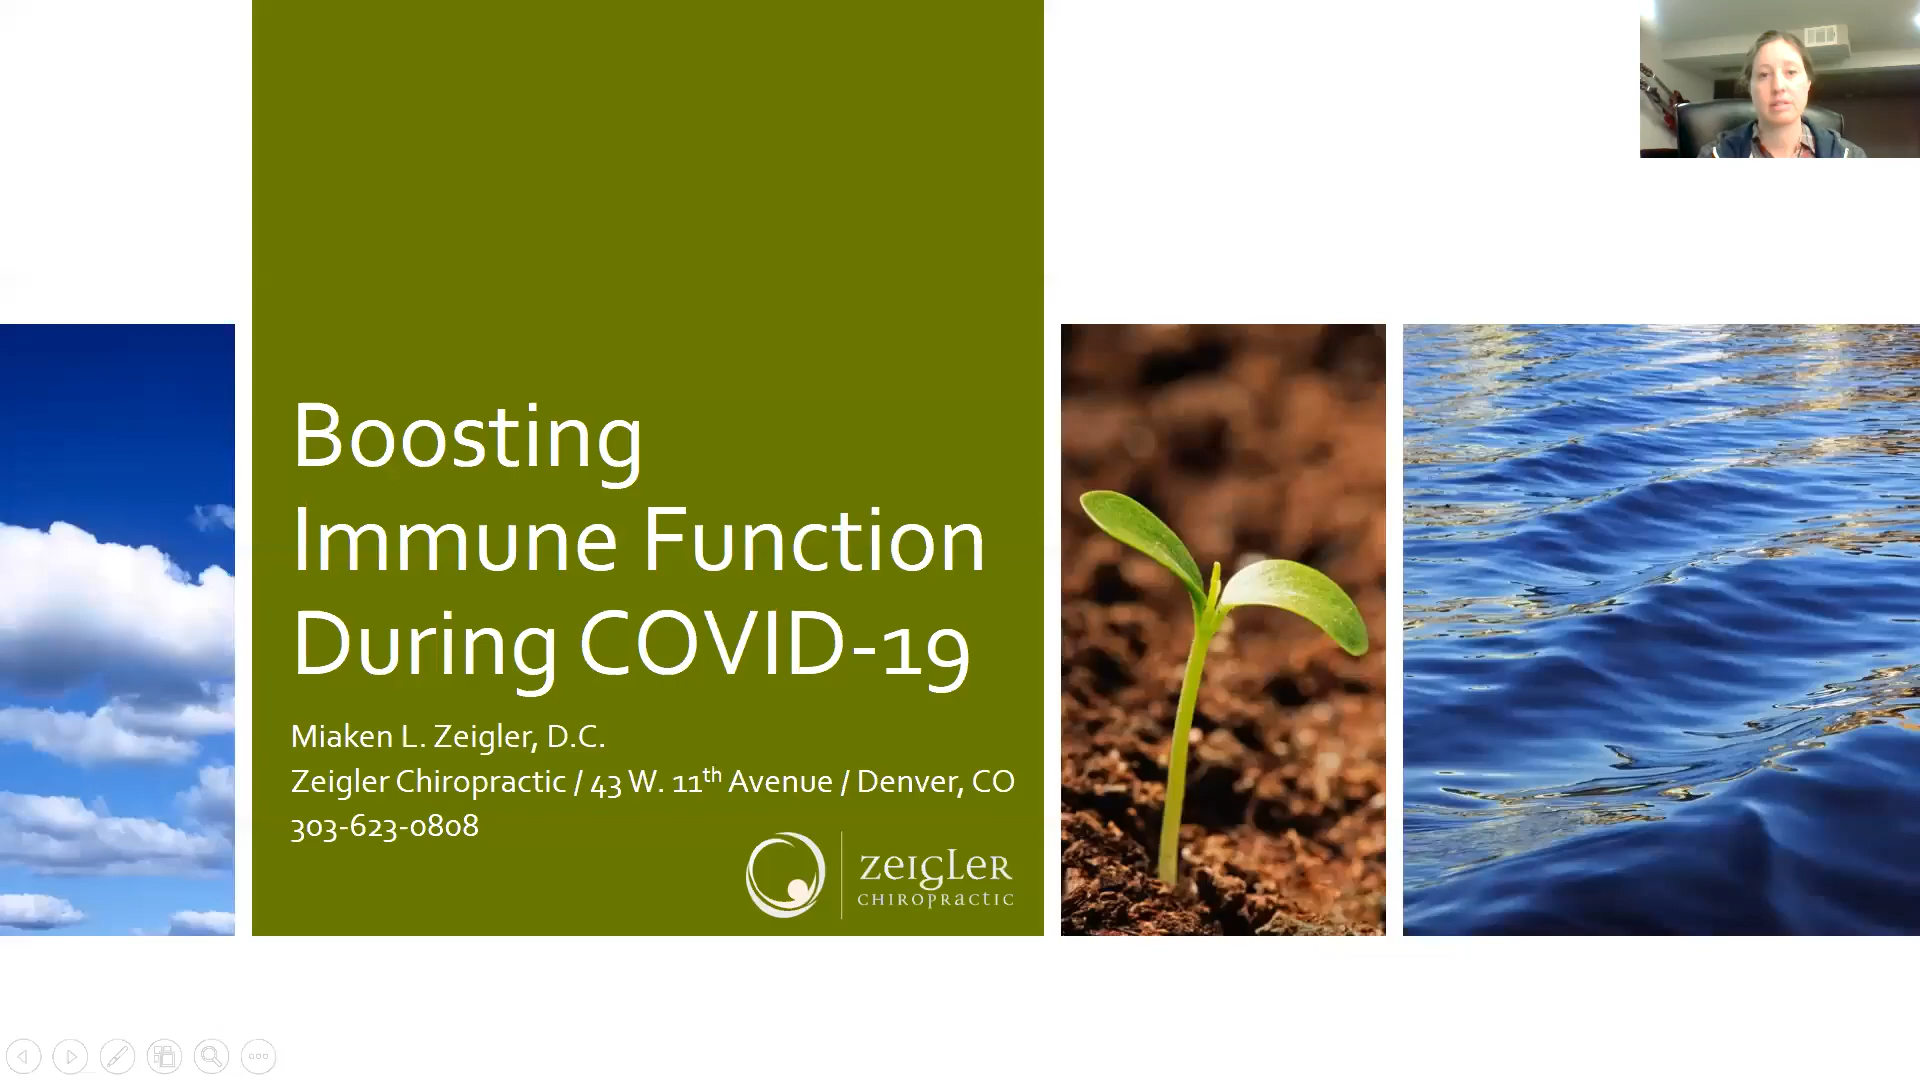 Boosting
Immune Function
During COVID-19
Miaken L. Zeigler, D.C.
Zeigler Chiropractic / 43 W. 11th Avenue / Denver, CO
303-623-0808
zeigler
chiropractic